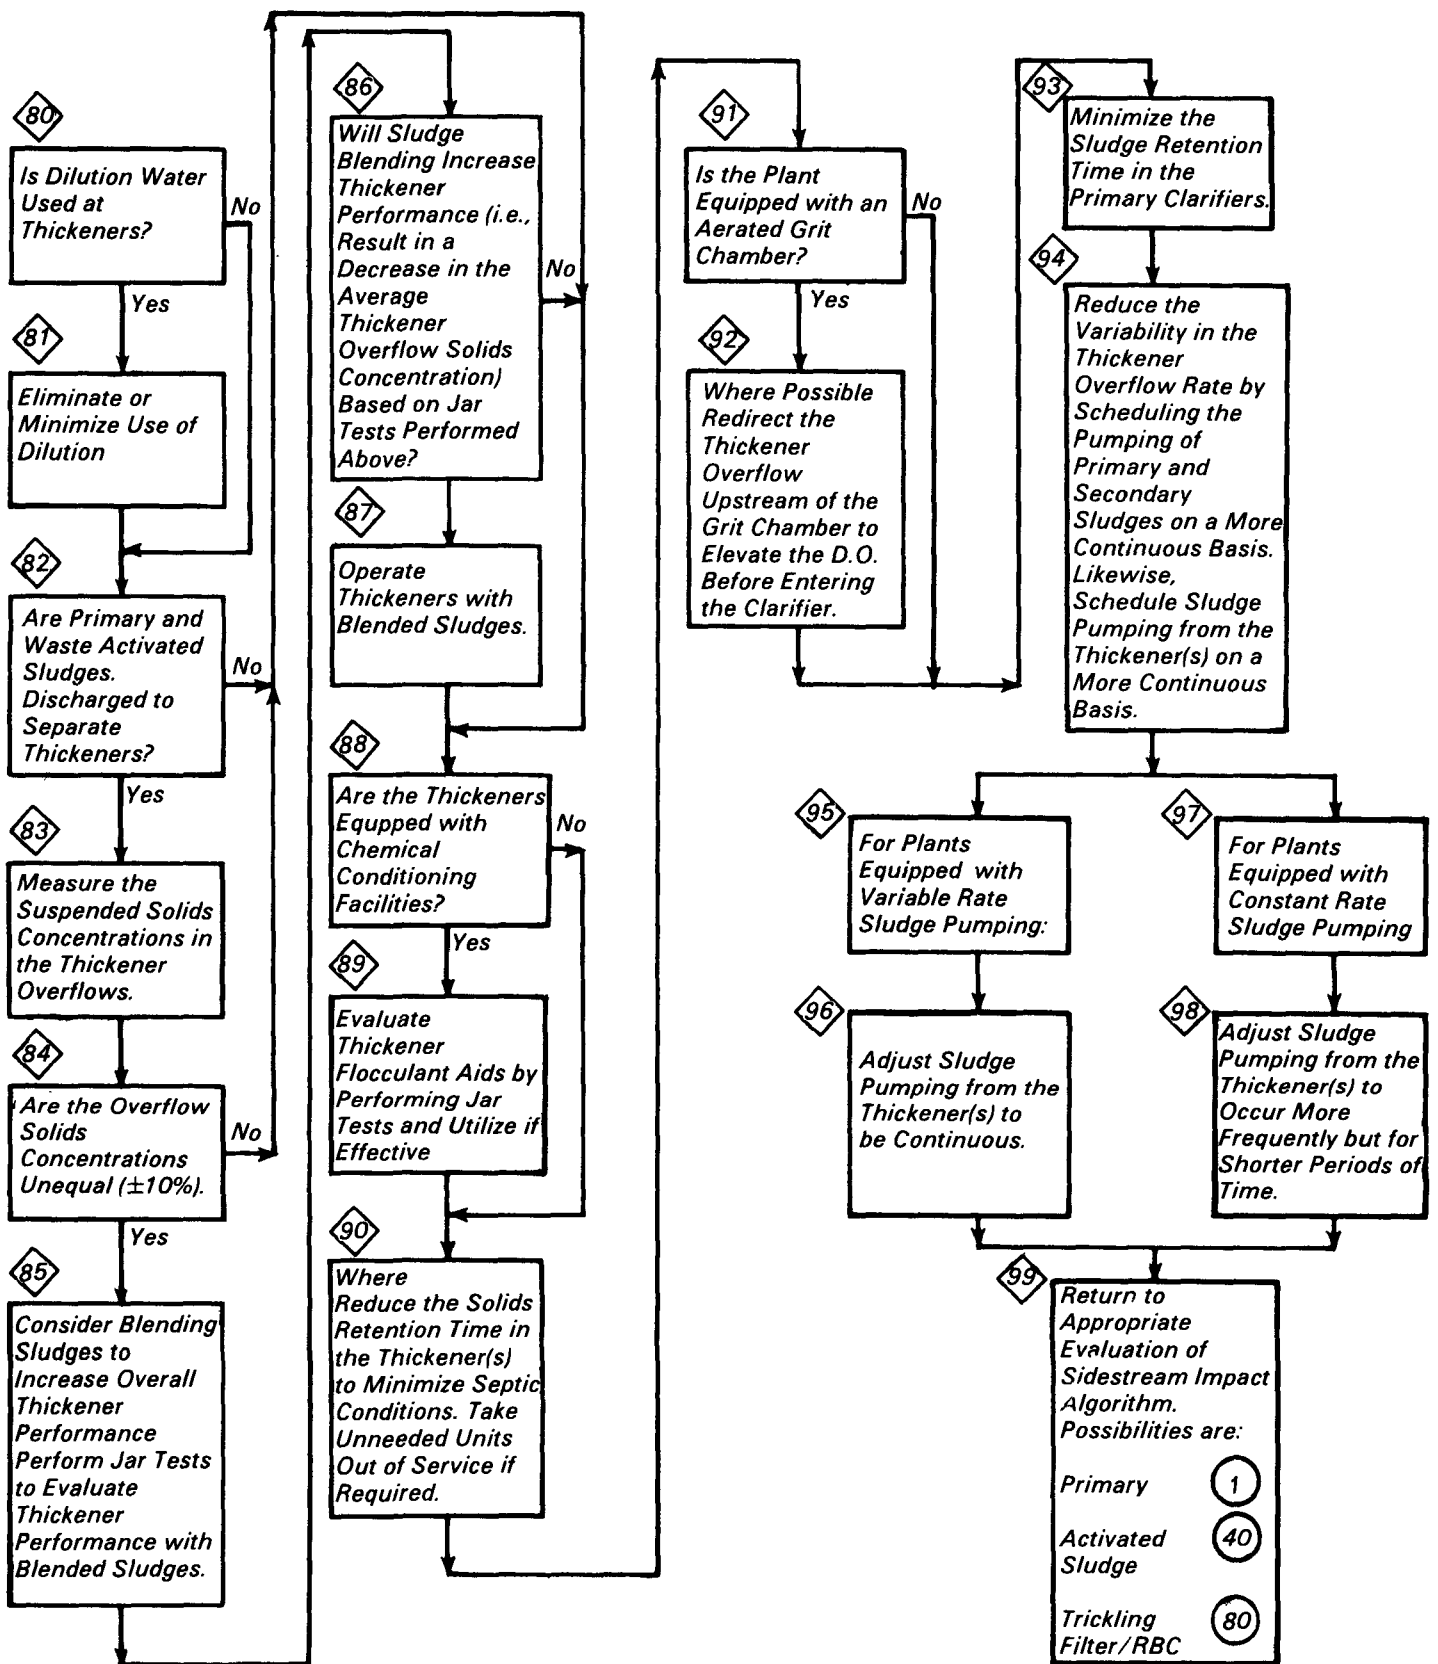 80
Is Dilution Water
Used at
Thickeners?
No
Yes
81
Eliminate or
Minimize Use of
Dilution
82
Are Primary and
Waste Activated
Sludges.
Discharged to
Separate
Thickeners?
No
Yes
83
Measure the
Suspended Solids
Concentrations in
the Thickener
Overflows.
84
Are the Overflow
Solids
Concentrations
Unequal (±10%).
No
Yes
85
Consider Blending
Sludges to
Increase Overall
Thickener
Performance
Perform Jar Tests
to Evaluate
Thickener
Performance with
Blended Sludges.
86
Will Sludge
Blending Increase
Thickener
Performance (i.e.,
Result in a
Decrease in the
Average
Thickener
Overflow Solids
Concentration)
Based on Jar
Tests Performed
Above?
No
87
Operate
Thickeners with
Blended Sludges.
88
Are the Thickeners
Equpped with
Chemical
Conditioning
Facilities?
No
Yes
89
Evaluate
Thickener
Flocculant Aids by
Performing Jar
Tests and Utilize if
Effective
90
Where
Reduce the Solids
Retention Time in
the Thickener(s)
to Minimize Septic
Conditions. Take
Unneeded Units
Out of Service if
Required.
91
Is the Plant
Equipped with an
Aerated Grit
Chamber?
No
Yes
92
Where Possible
Redirect the
Thickener
Overflow
Upstream of the
Grit Chamber to
Elevate the D.O.
Before Entering
the Clarifier.
93
Minimize the
Sludge Retention
Time in the
Primary Clarifiers.
94
Reduce the
Variability in the
Thickener
Overflow Rate by
Scheduling the
Pumping of
Primary and
Secondary
Sludges on a More
Continuous Basis.
Likewise,
Schedule Sludge
Pumping from the
Thickener(s) on a
More Continuous
Basis.
95
For Plants
Equipped with
Variable Rate
Sludge Pumping:
96
Adjust Sludge
Pumping from the
Thickener(s) to
be Continuous.
97
For Plants
Equipped with
Constant Rate
Sludge Pumping
98
Adjust Sludge
Pumping from the
Thickener(s) to
Occur More
Frequently but for
Shorter Periods of
Time.
99
Return to
Appropriate
Evaluation of
Sidestream Impact
Algorithm.
Possibilities are:
Primary 1
Activated 40
Sludge
Trickling 80
Filter/RBC